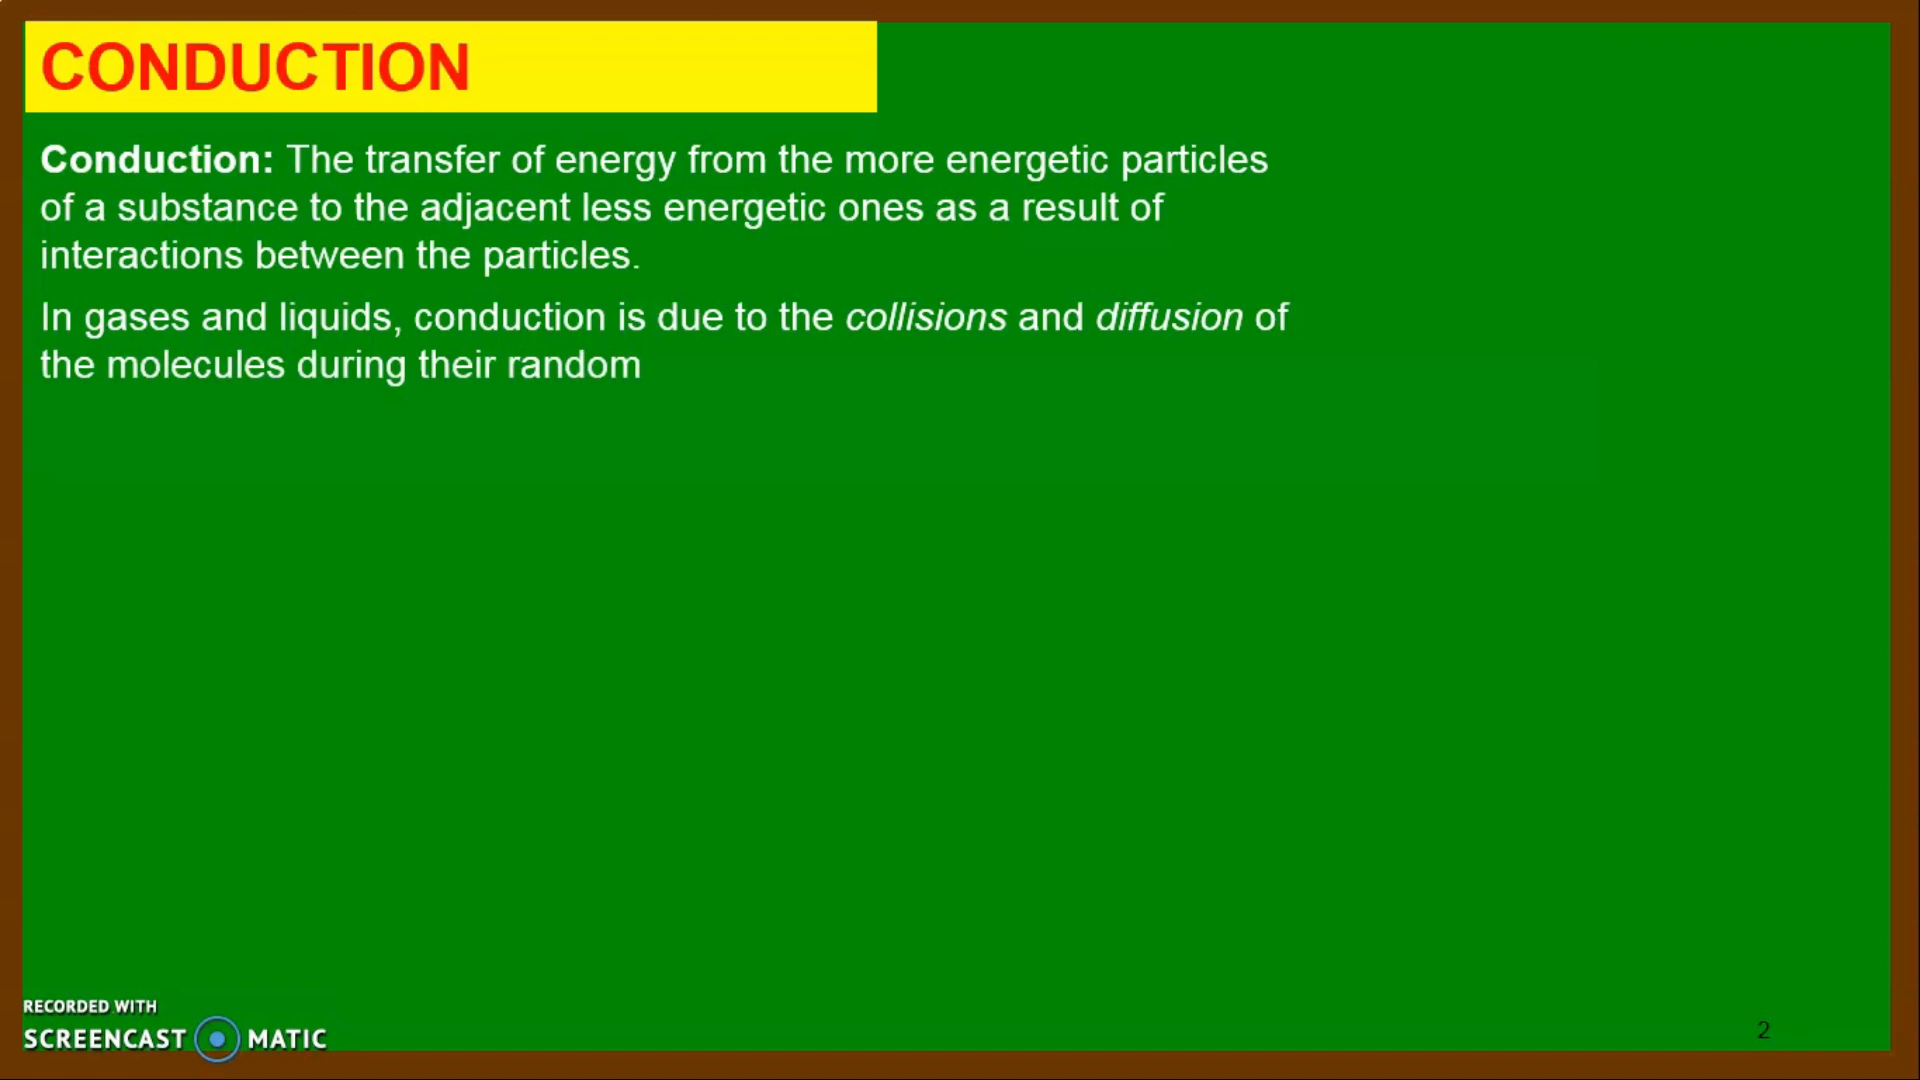 CONDUCTION
Conduction: The transfer of energy from the more energetic particles
of a substance to the adjacent less energetic ones as a result of
interactions between the particles.
In gases and liquids, conduction is due to the collisions and diffusion of
the molecules during their random
RECORDED WITH
SCREENCAST MATIC
2